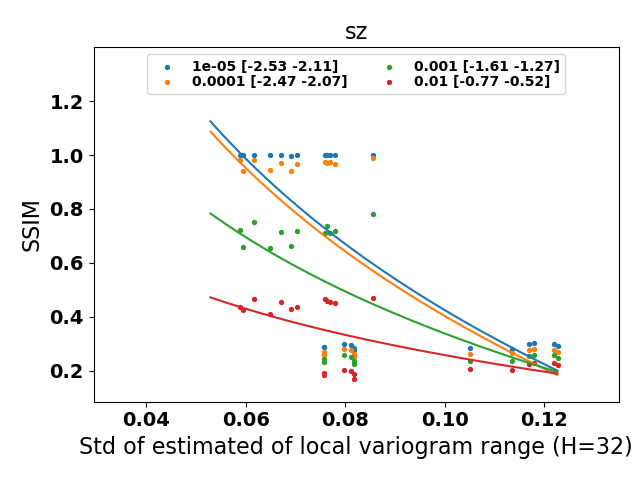 sz
1e-05 [-2.53 -2.11]
0.0001 [-2.47 -2.07]
0.001 [-1.61 -1.27]
0.01 [-0.77 -0.52]
SSIM
1.2
1.0
0.8
0.6
0.4
0.2
0.04 0.06 0.08 0.10 0.12
Std of estimated of local variogram range (H=32)